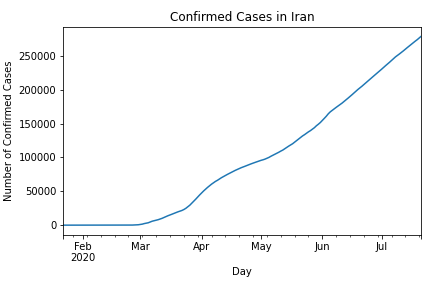 Confirmed Cases in Iran
Number of Confirmed Cases
250000
200000
150000
100000
50000
0
Feb Mar Apr May Jun Jul
2020
Day